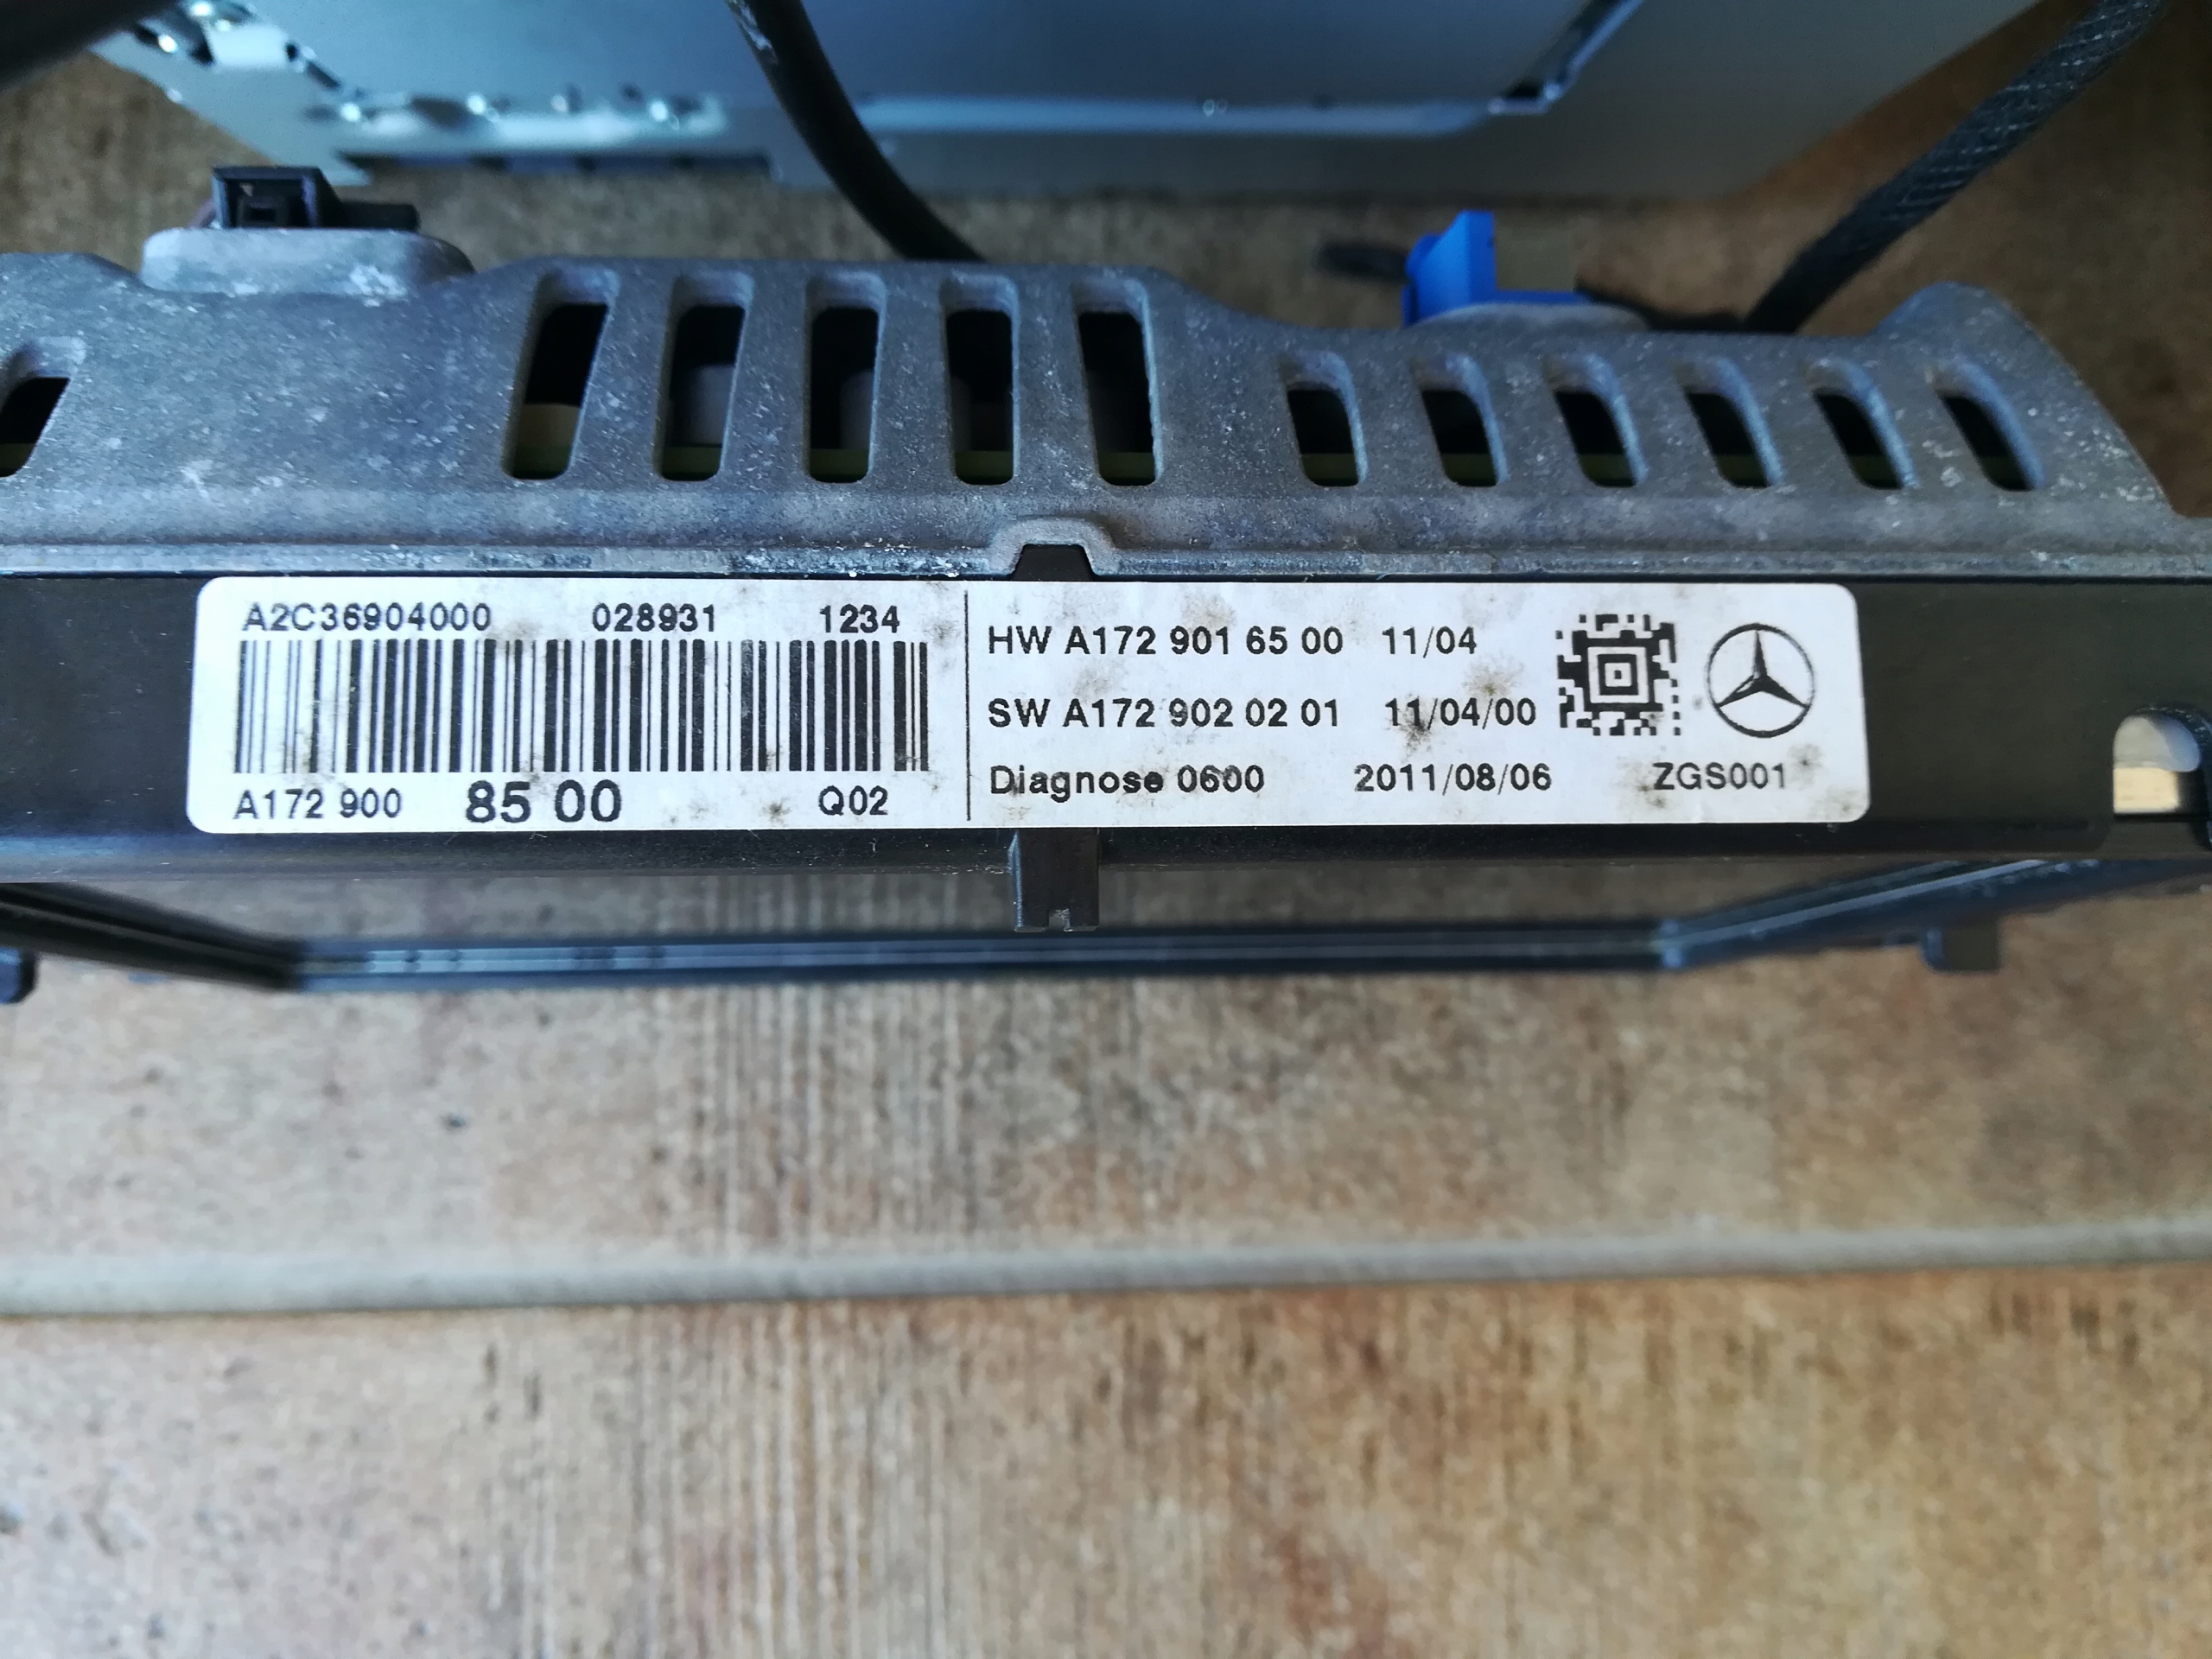 A2C36904000 028931 1234
A172 900 85 00 Q02
HW A172 901 65 00 11/04
SW A172 902 02 01 11/04/00
Diagnose 0600 2011/08/06 ZGS001